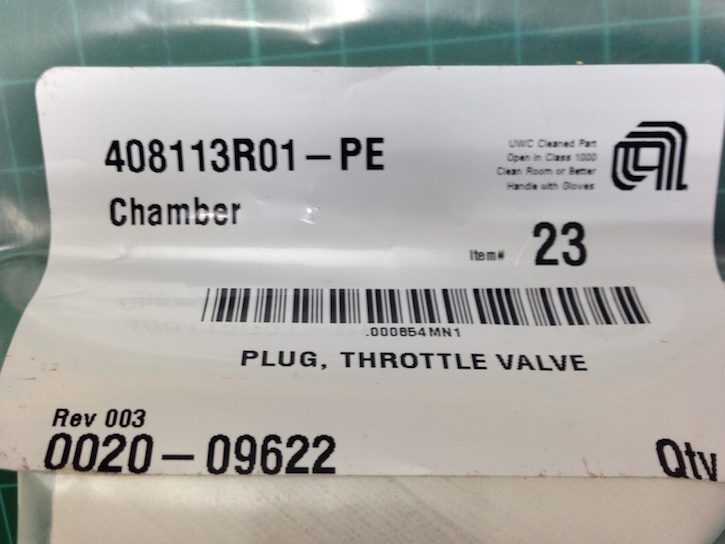 408113R01-PE
UWC Cleaned Part
Open in Class 1000
Clean Room or Better
Handle with Gloves
Chamber
Item# 23
.000854MN1
PLUG, THROTTLE VALVE
Rev 003
0020-09622 Qty